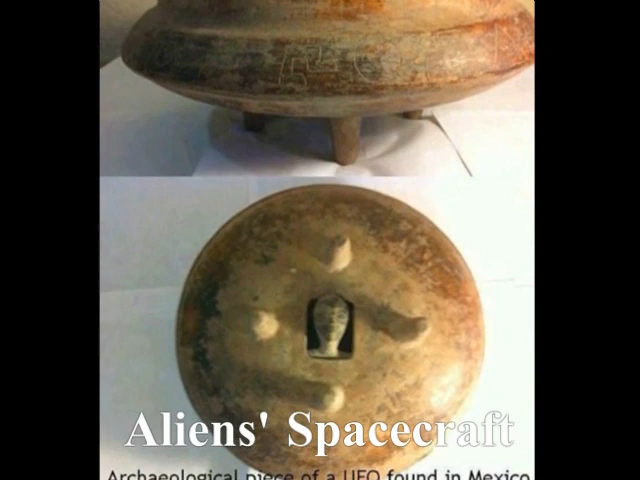 Aliens' Spacecraft
Archaeological piece of a UFO found in Mexico